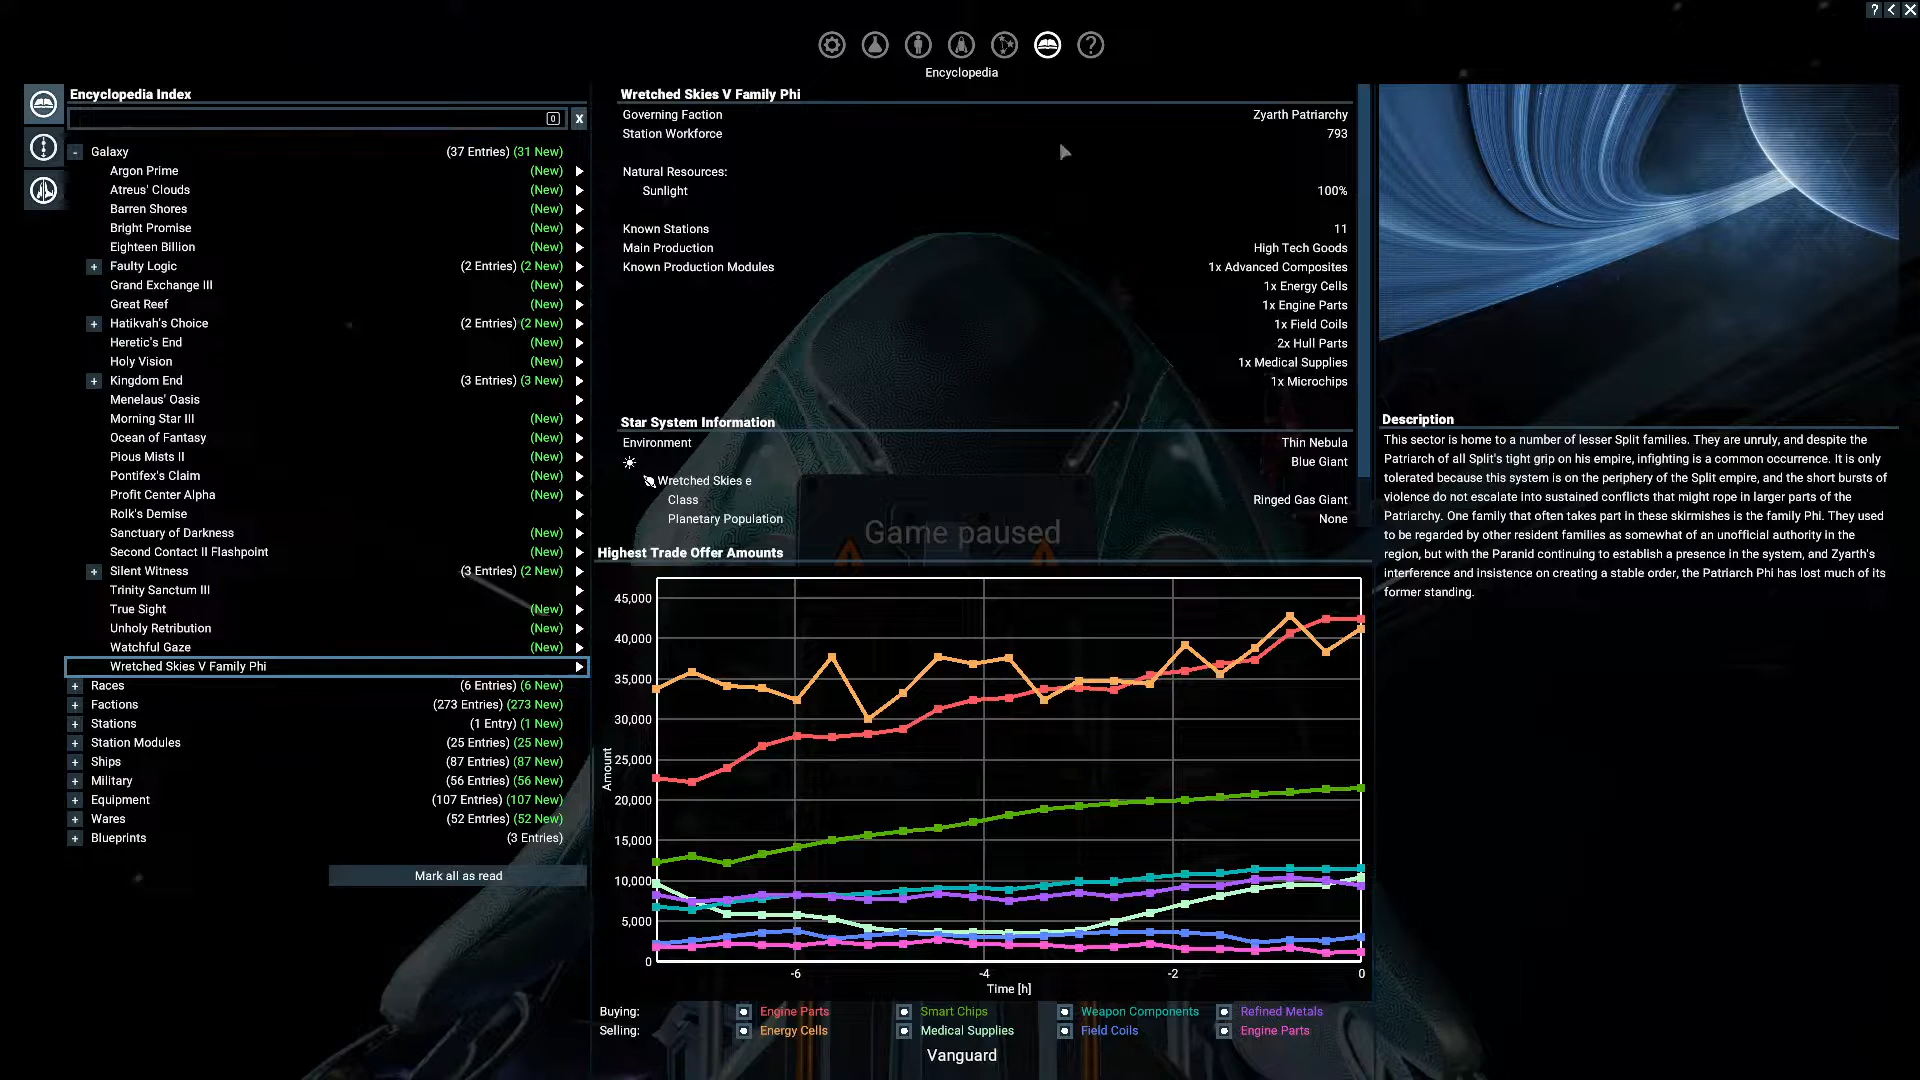 ? < X
Encyclopedia
Encyclopedia Index
0 X
- Galaxy (37 Entries) (31 New)
Argon Prime (New)
Atreus' Clouds (New)
Barren Shores (New)
Bright Promise (New)
Eighteen Billion (New)
+ Faulty Logic (2 Entries) (2 New)
Grand Exchange III (New)
Great Reef (New)
+ Hatikvah's Choice (2 Entries) (2 New)
Heretic's End (New)
Holy Vision (New)
+ Kingdom End (3 Entries) (3 New)
Menelaus' Oasis
Morning Star III (New)
Ocean of Fantasy (New)
Pious Mists II (New)
Pontifex's Claim (New)
Profit Center Alpha (New)
Rolk's Demise
Sanctuary of Darkness (New)
Second Contact II Flashpoint (New)
+ Silent Witness (3 Entries) (2 New)
Trinity Sanctum III
True Sight (New)
Unholy Retribution (New)
Watchful Gaze (New)
Wretched Skies V Family Phi
+ Races (6 Entries) (6 New)
+ Factions (273 Entries) (273 New)
+ Stations (1 Entry) (1 New)
+ Station Modules (25 Entries) (25 New)
+ Ships (87 Entries) (87 New)
+ Military (56 Entries) (56 New)
+ Equipment (107 Entries) (107 New)
+ Wares (52 Entries) (52 New)
+ Blueprints (3 Entries)
Mark all as read
Wretched Skies V Family Phi
Governing Faction Zyarth Patriarchy
Station Workforce 793
Natural Resources:
Sunlight 100%
Known Stations 11
Main Production High Tech Goods
Known Production Modules 1x Advanced Composites
1x Energy Cells
1x Engine Parts
1x Field Coils
2x Hull Parts
1x Medical Supplies
1x Microchips
Star System Information
Environment Thin Nebula
Blue Giant
Wretched Skies e
Class Ringed Gas Giant
Planetary Population None
Game paused
Highest Trade Offer Amounts
45,000
40,000
35,000
30,000
25,000
20,000
15,000
10,000
5,000
0
Amount
-6 -4 -2 0
Time [h]
Buying: Engine Parts Smart Chips Weapon Components Refined Metals
Selling: Energy Cells Medical Supplies Field Coils Engine Parts
Vanguard
Description
This sector is home to a number of lesser Split families. They are unruly, and despite the
Patriarch of all Split's tight grip on his empire, infighting is a common occurrence. It is only
tolerated because this system is on the periphery of the Split empire, and the short bursts of
violence do not escalate into sustained conflicts that might rope in larger parts of the
Patriarchy. One family that often takes part in these skirmishes is the family Phi. They used
to be regarded by other resident families as somewhat of an unofficial authority in the
region, but with the Paranid continuing to establish a presence in the system, and Zyarth's
interference and insistence on creating a stable order, the Patriarch Phi has lost much of its
former standing.